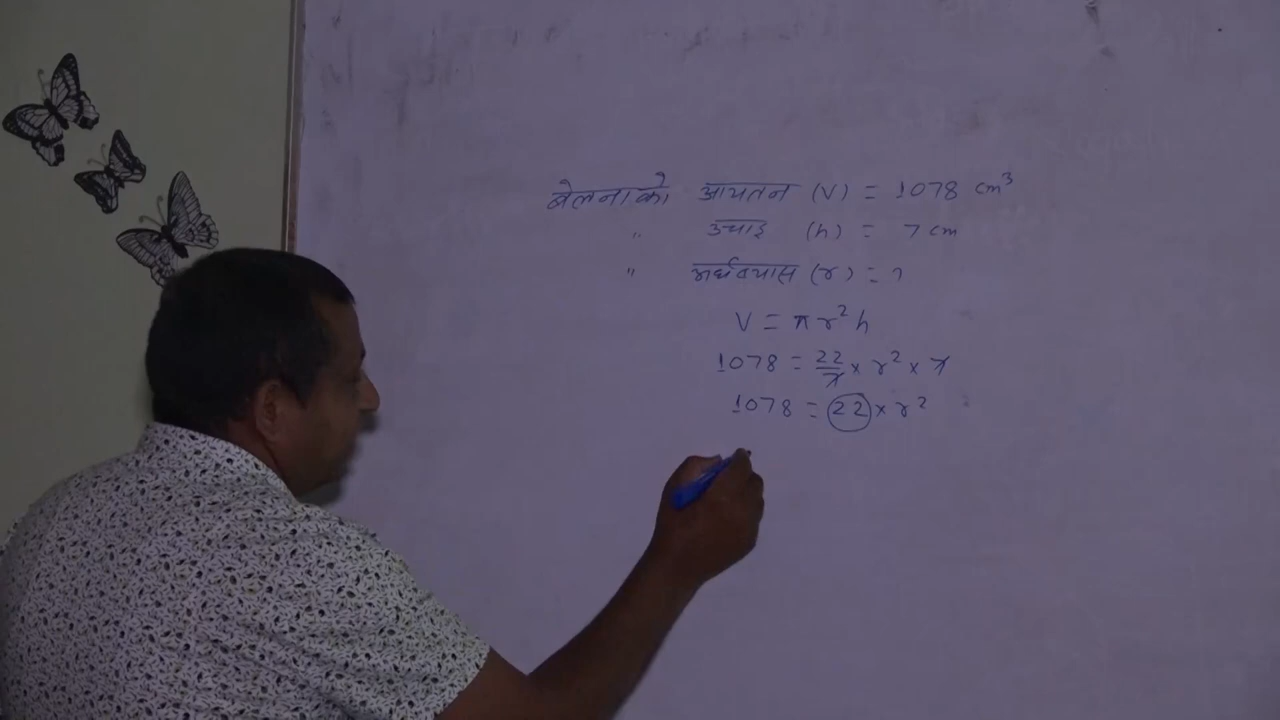 बेलनाको आयतन (V) = 1078 cm³
" उचाइ (h) = 7 cm
" अर्धव्यास (r) = ?
V = πr²h
1078 = 22/7 × r² × 7
1078 = 22 × r²